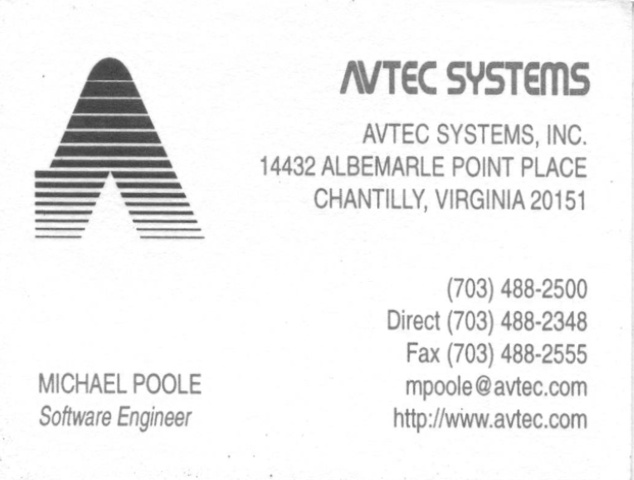 AVTEC SYSTEMS
AVTEC SYSTEMS, INC.
14432 ALBEMARLE POINT PLACE
CHANTILLY, VIRGINIA 20151
(703) 488-2500
Direct (703) 488-2348
Fax (703) 488-2555
mpoole@avtec.com
http://www.avtec.com
MICHAEL POOLE
Software Engineer